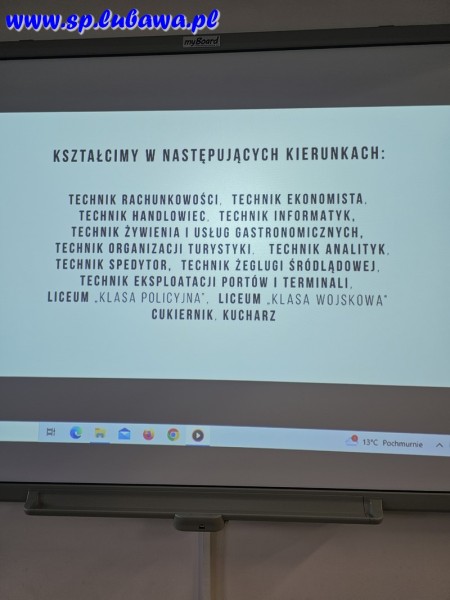 www.sp.lubawa.pl
myBoard
KSZTAŁCIMY W NASTĘPUJĄCYCH KIERUNKACH:
TECHNIK RACHUNKOWOŚCI, TECHNIK EKONOMISTA,
TECHNIK HANDLOWIEC, TECHNIK INFORMATYK,
TECHNIK ŻYWIENIA I USŁUG GASTRONOMICZNYCH,
TECHNIK ORGANIZACJI TURYSTYKI, TECHNIK ANALITYK,
TECHNIK SPEDYTOR, TECHNIK ŻEGLUGI ŚRÓDLĄDOWEJ,
TECHNIK EKSPLOATACJI PORTÓW I TERMINALI,
LICEUM „KLASA POLICYJNA”, LICEUM „KLASA WOJSKOWA”
CUKIERNIK, KUCHARZ
13°C Pochmurnie